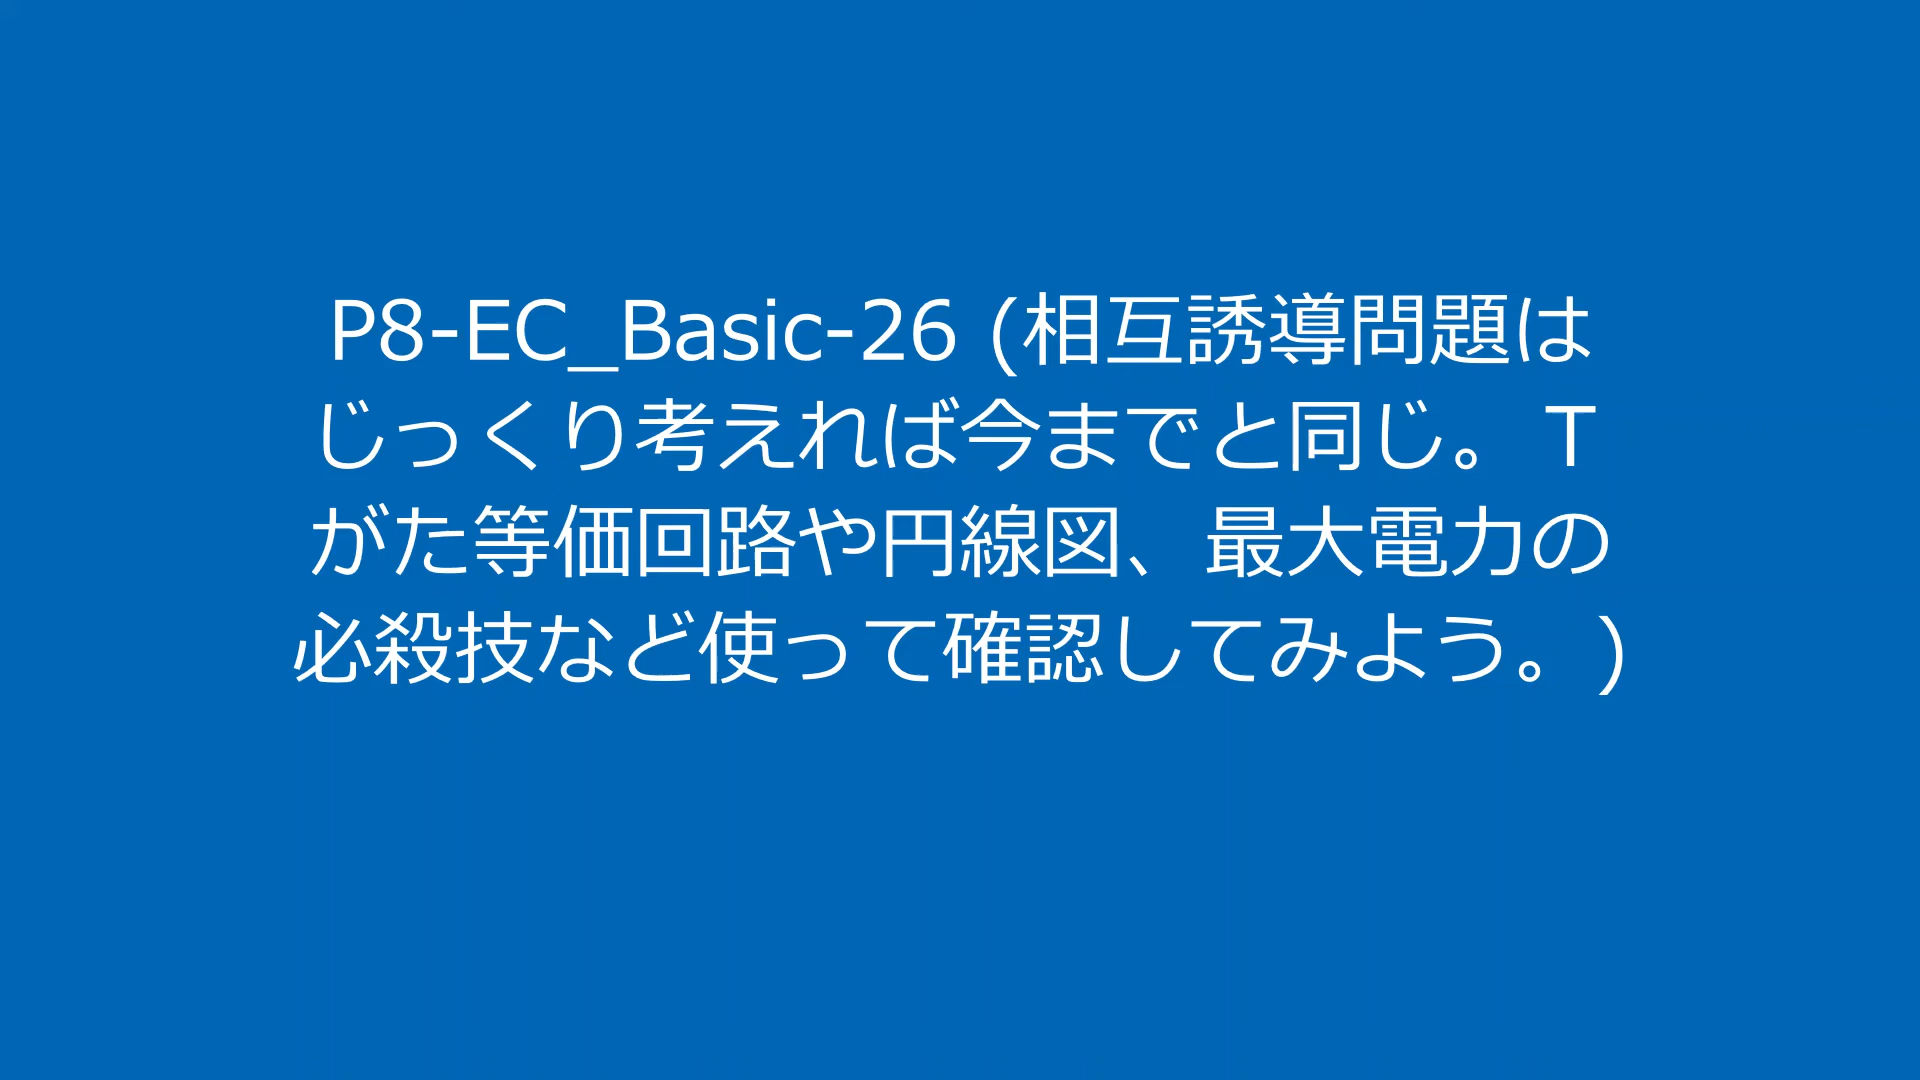 P8-EC_Basic-26 (相互誘導問題は
じっくり考えれば今までと同じ。T
がた等価回路や円線図、最大電力の
必殺技など使って確認してみよう。)